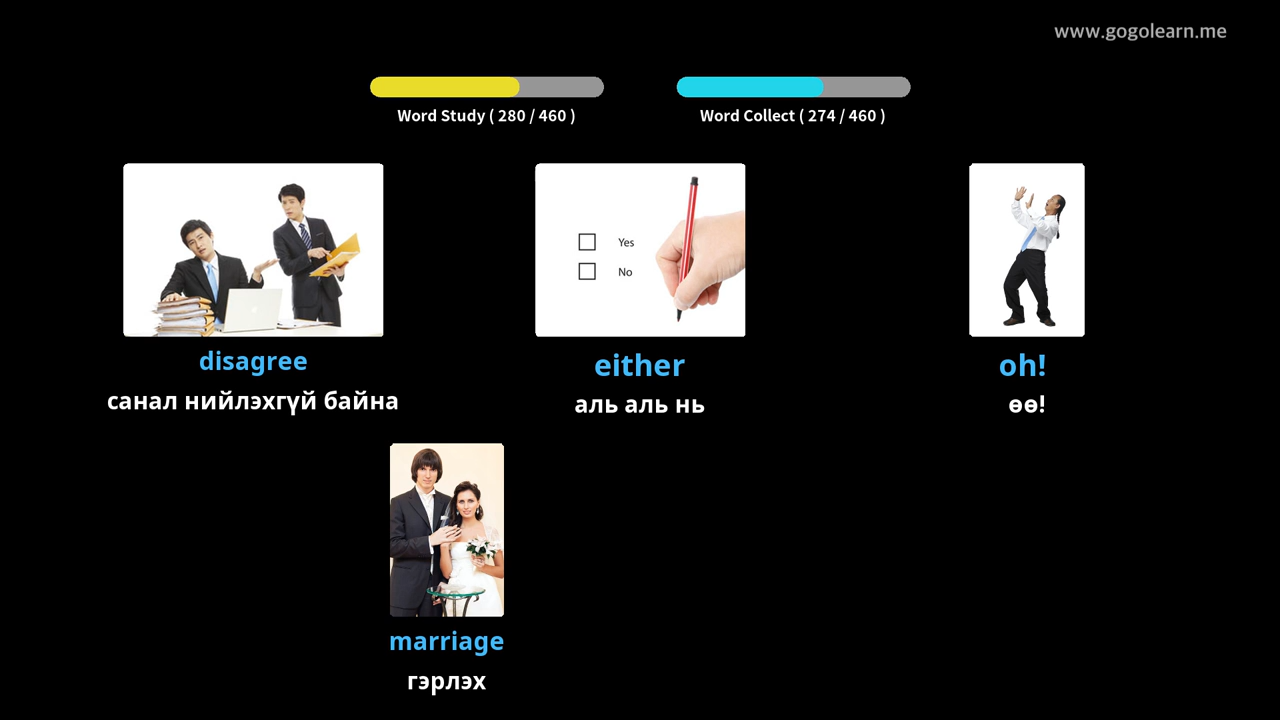 www.gogolearn.me
Word Study ( 280 / 460 )
Word Collect ( 274 / 460 )
Yes
No
disagree
санал нийлэхгүй байна
either
аль аль нь
oh!
өө!
marriage
гэрлэх